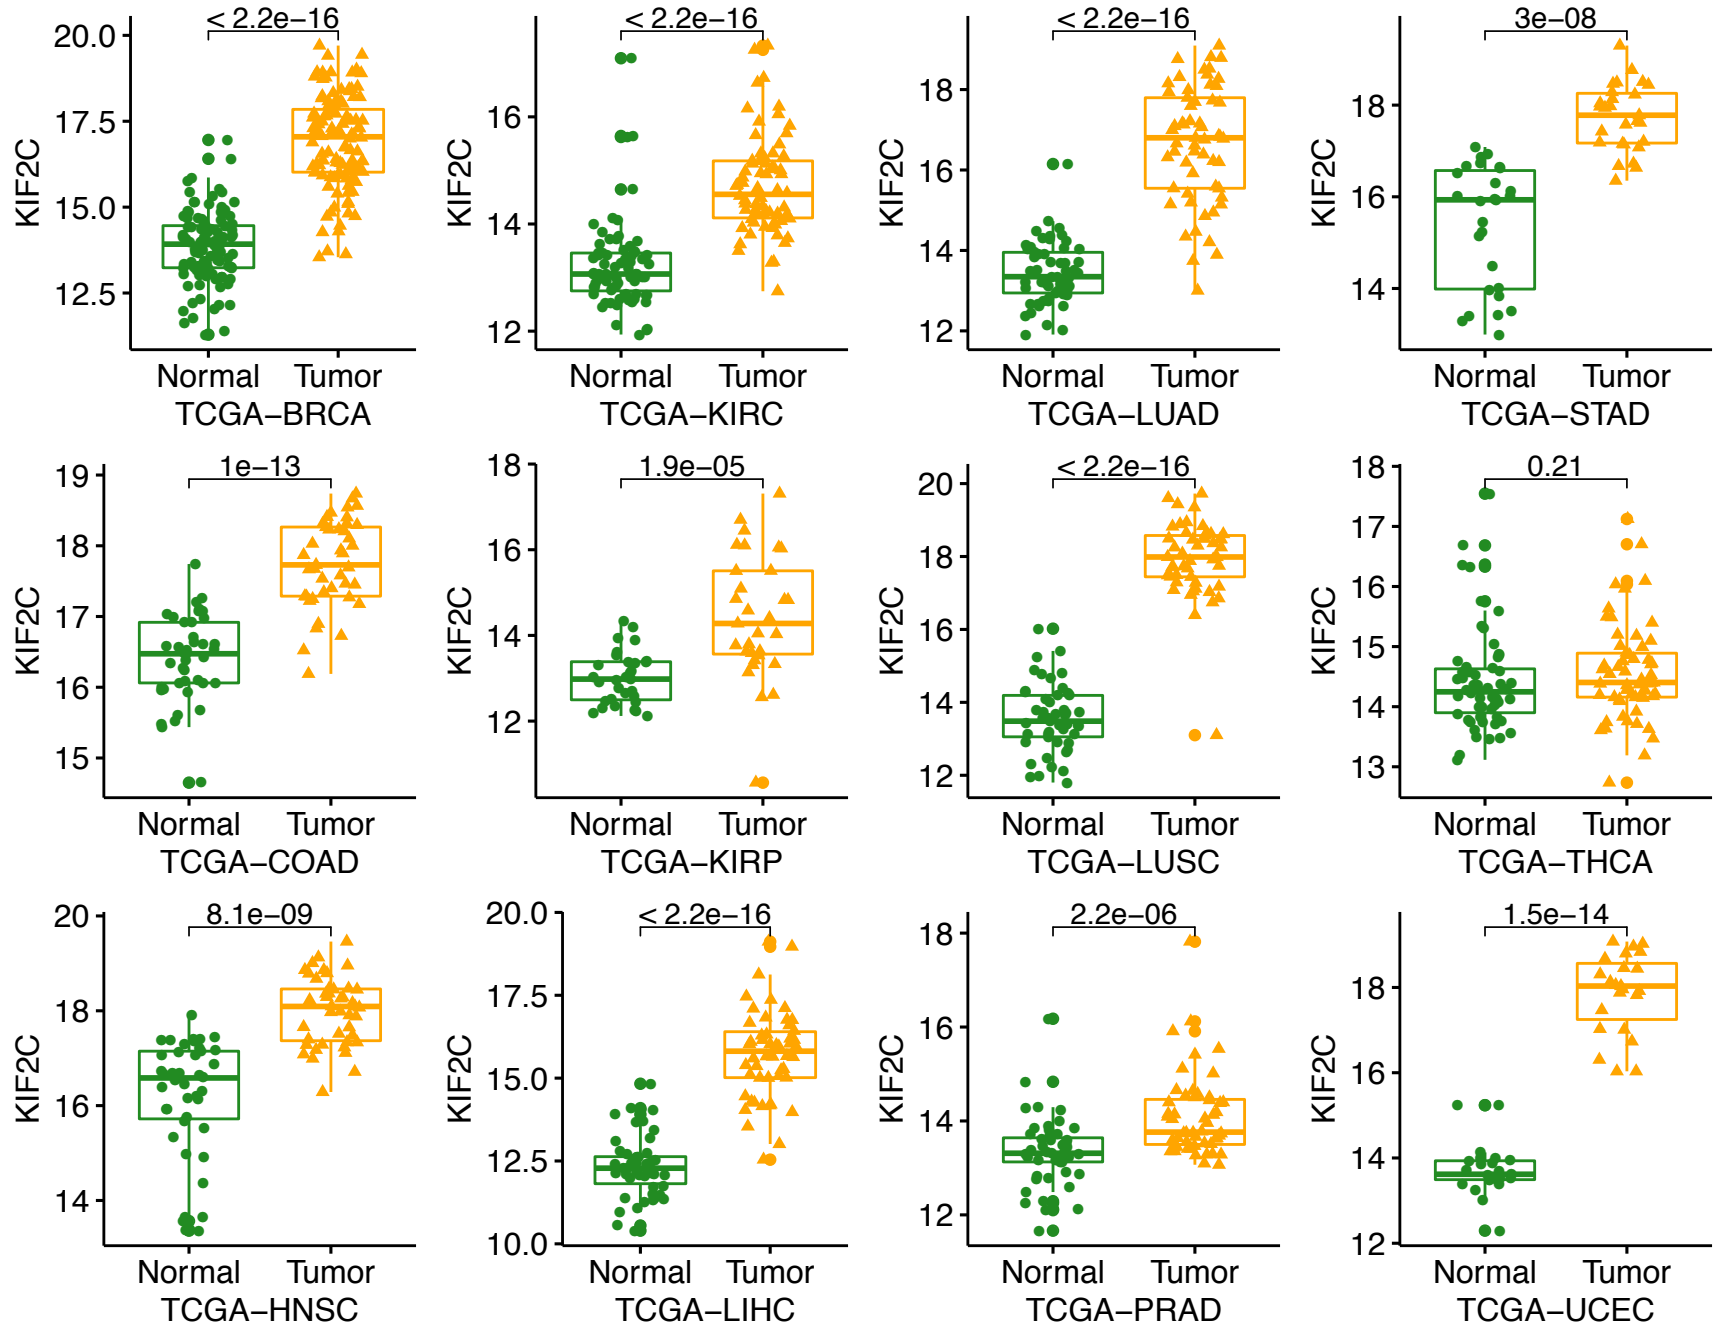 < 2.2e−16
20.0
17.5
15.0
12.5
KIF2C
Normal Tumor
TCGA−BRCA
< 2.2e−16
16
14
12
KIF2C
Normal Tumor
TCGA−KIRC
< 2.2e−16
18
16
14
12
KIF2C
Normal Tumor
TCGA−LUAD
3e−08
18
16
14
KIF2C
Normal Tumor
TCGA−STAD
1e−13
19
18
17
16
15
KIF2C
Normal Tumor
TCGA−COAD
1.9e−05
18
16
14
12
KIF2C
Normal Tumor
TCGA−KIRP
< 2.2e−16
20
18
16
14
12
KIF2C
Normal Tumor
TCGA−LUSC
0.21
18
17
16
15
14
13
KIF2C
Normal Tumor
TCGA−THCA
8.1e−09
20
18
16
14
KIF2C
Normal Tumor
TCGA−HNSC
< 2.2e−16
20.0
17.5
15.0
12.5
10.0
KIF2C
Normal Tumor
TCGA−LIHC
2.2e−06
18
16
14
12
KIF2C
Normal Tumor
TCGA−PRAD
1.5e−14
18
16
14
12
KIF2C
Normal Tumor
TCGA−UCEC